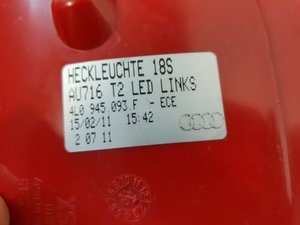 HECKLEUCHTE 18S
AU716 T2 LED LINKS
4L0 945.093.F - ECE
15/02/11 15:42
2 07 11